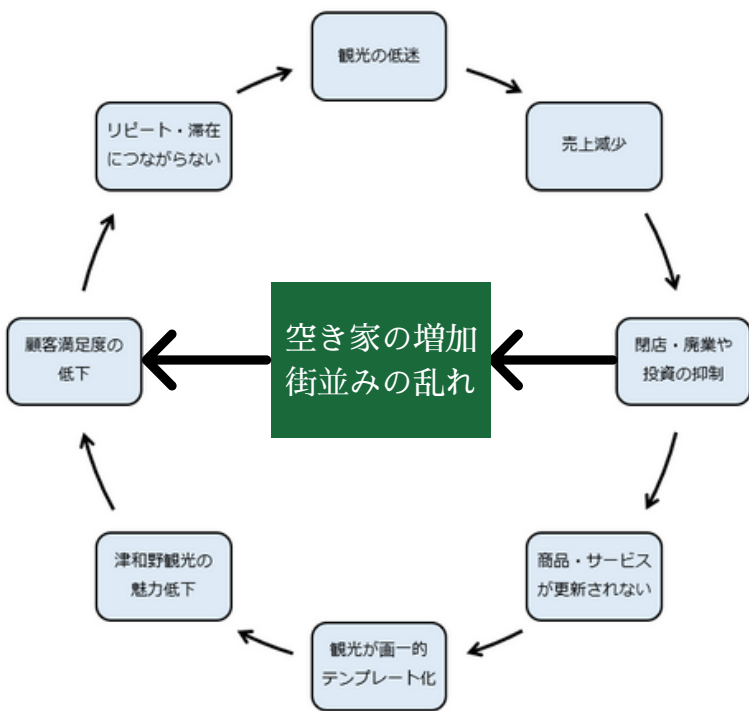 観光の低迷
売上減少
閉店・廃業や
投資の抑制
商品・サービス
が更新されない
観光が画一的
テンプレート化
津和野観光の
魅力低下
顧客満足度の
低下
リピート・滞在
につながらない
空き家の増加
街並みの乱れ